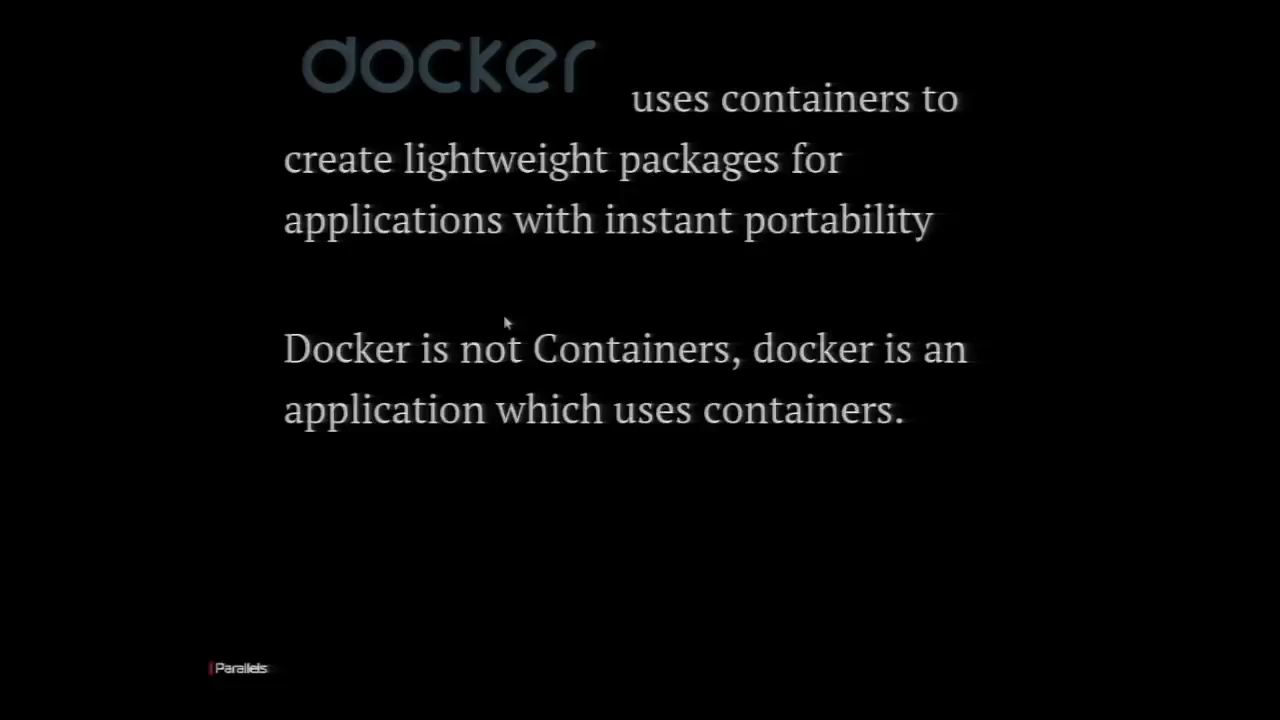 docker uses containers to
create lightweight packages for
applications with instant portability
Docker is not Containers, docker is an
application which uses containers.
Parallels